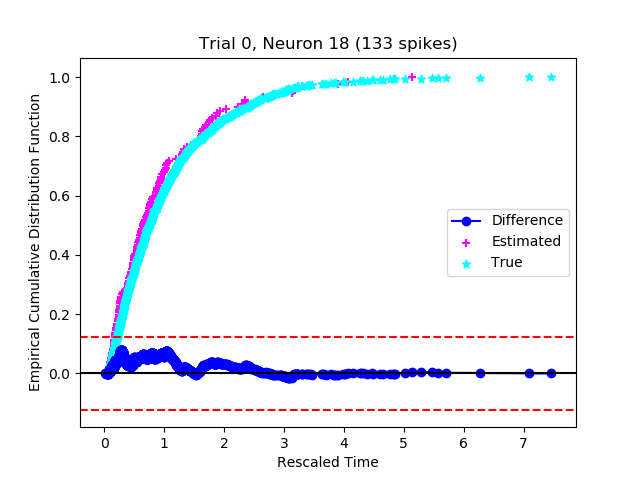 Trial 0, Neuron 18 (133 spikes)
Empirical Cumulative Distribution Function
1.0
0.8
0.6
0.4
0.2
0.0
Difference
Estimated
True
0 1 2 3 4 5 6 7
Rescaled Time